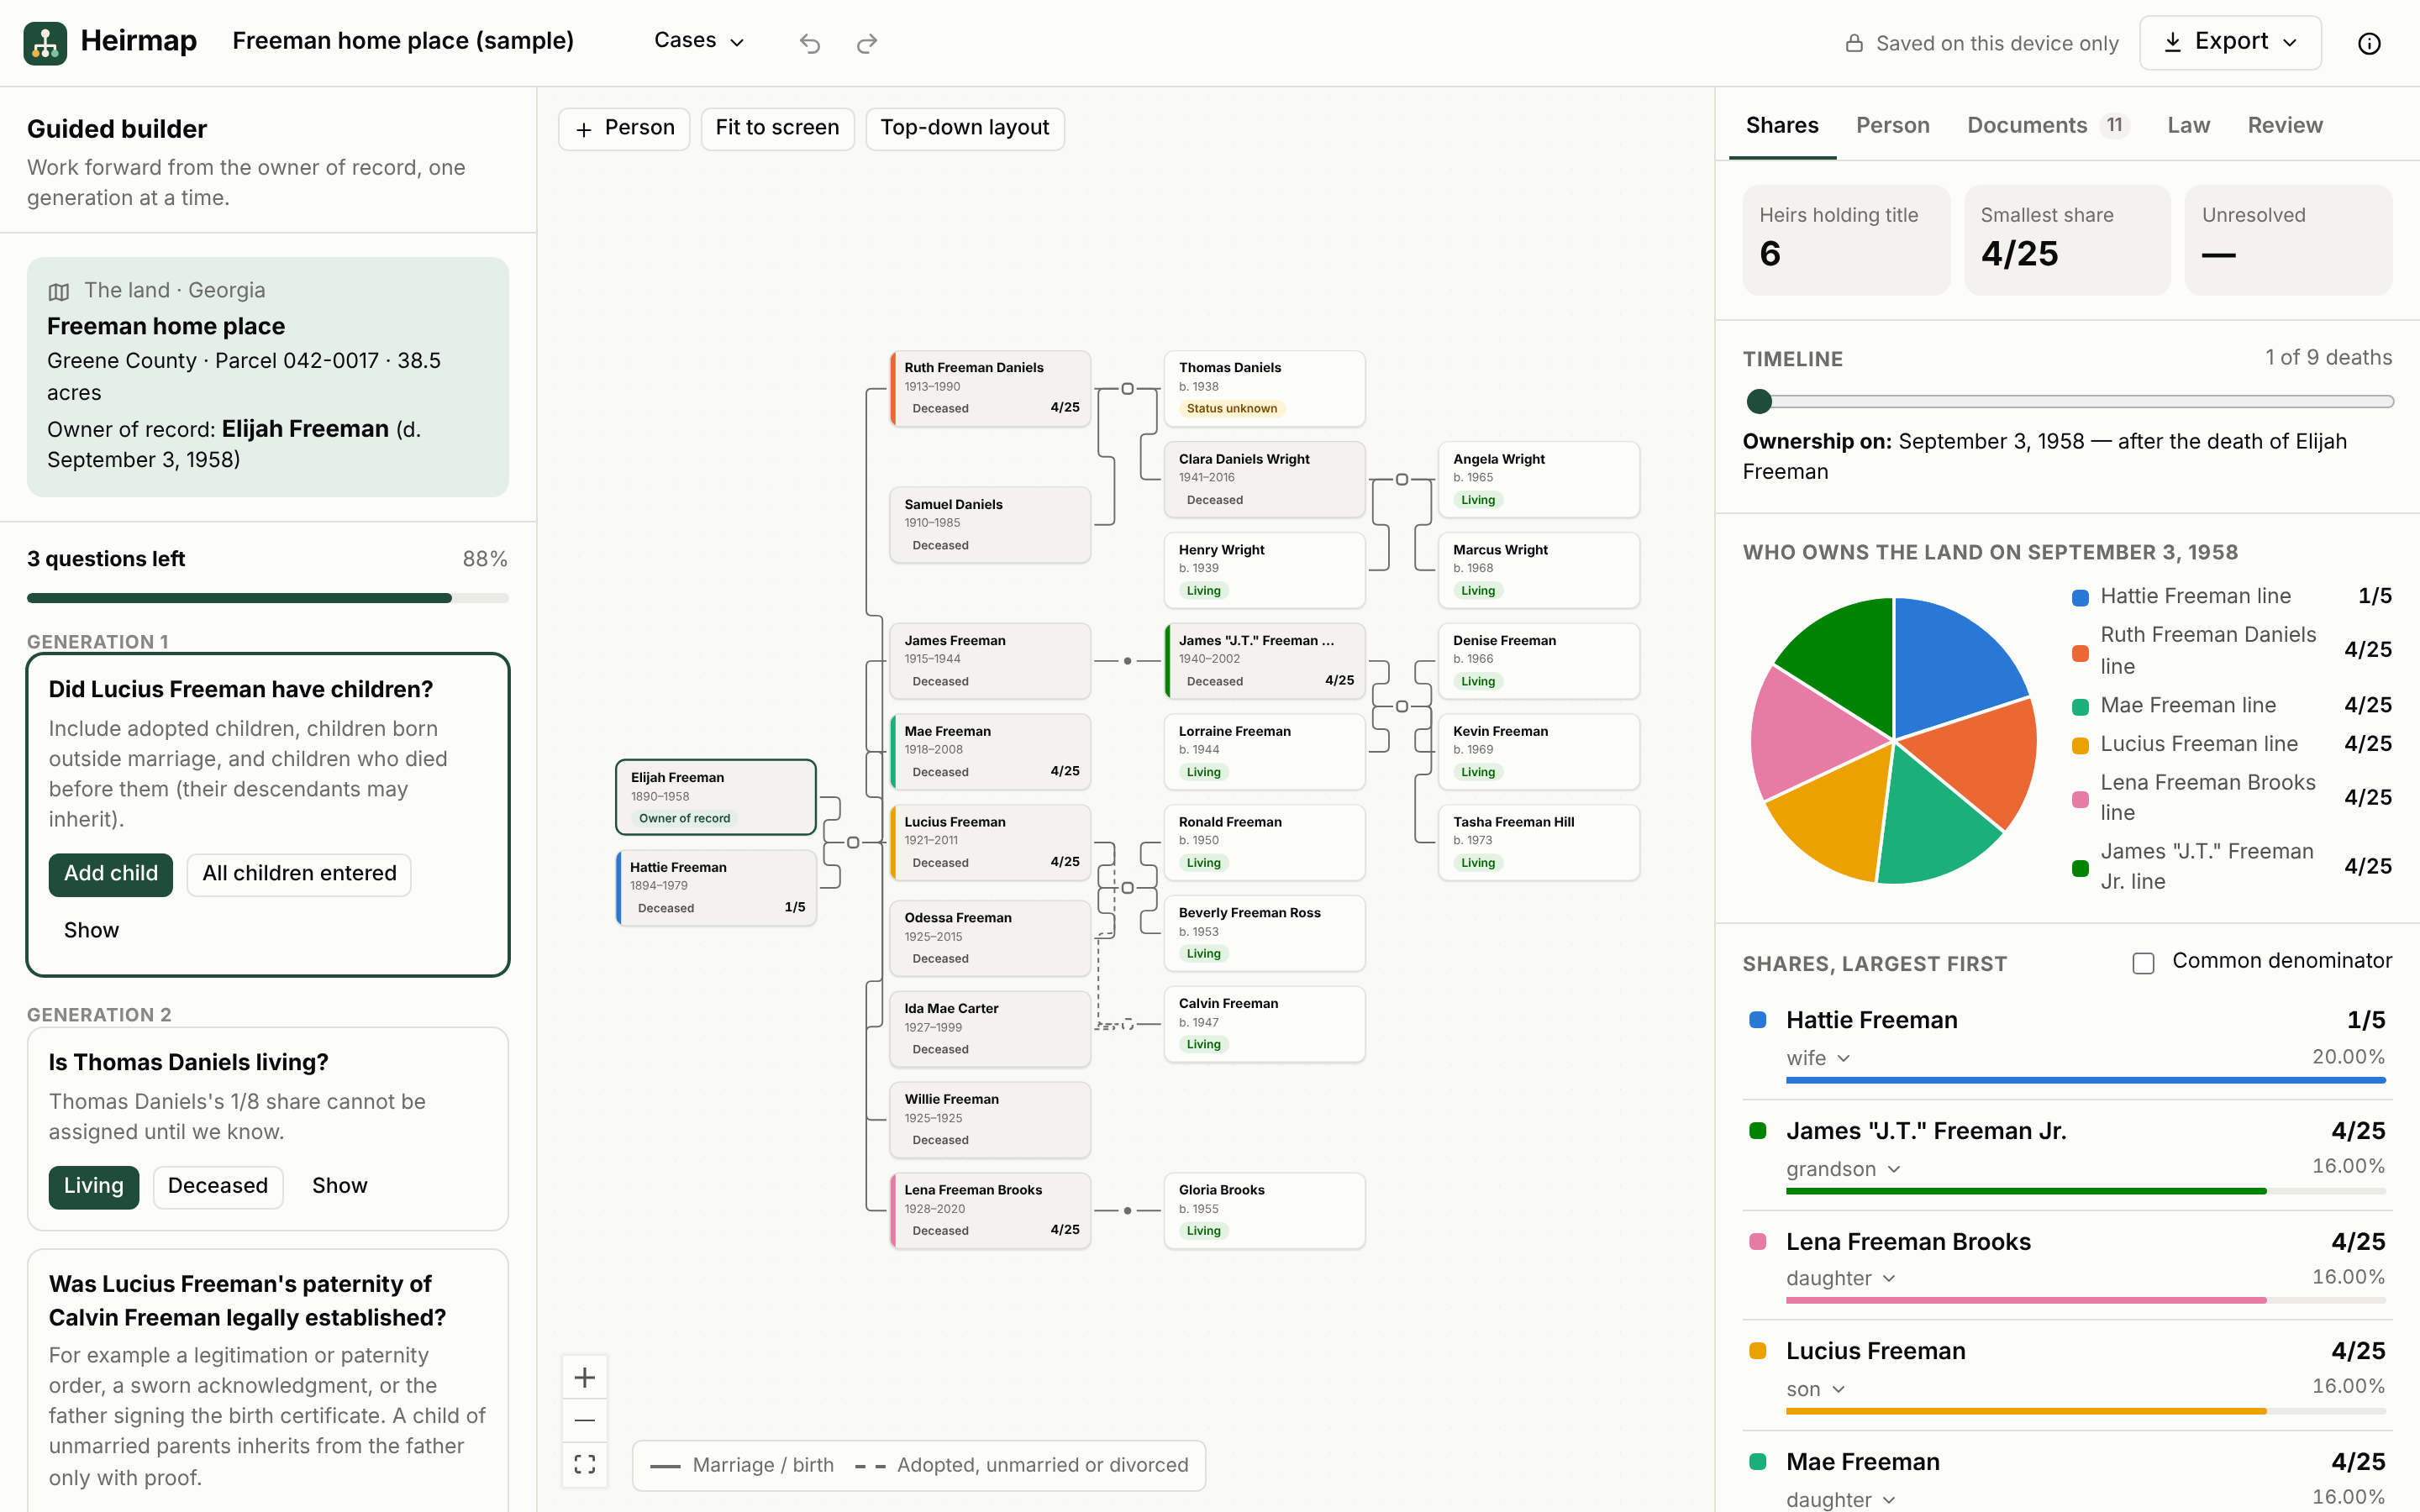 Heirmap
Freeman home place (sample)
Cases
Saved on this device only
Export
Guided builder
Work forward from the owner of record, one
generation at a time.
The land · Georgia
Freeman home place
Greene County · Parcel 042-0017 · 38.5
acres
Owner of record: Elijah Freeman (d.
September 3, 1958)
3 questions left
88%
GENERATION 1
Did Lucius Freeman have children?
Include adopted children, children born
outside marriage, and children who died
before them (their descendants may
inherit).
Add child
All children entered
Show
GENERATION 2
Is Thomas Daniels living?
Thomas Daniels's 1/8 share cannot be
assigned until we know.
Living
Deceased
Show
Was Lucius Freeman's paternity of
Calvin Freeman legally established?
For example a legitimation or paternity
order, a sworn acknowledgment, or the
father signing the birth certificate. A child of
unmarried parents inherits from the father
only with proof.
+ Person
Fit to screen
Top-down layout
Elijah Freeman
1890–1958
Owner of record
Hattie Freeman
1894–1979
Deceased
1/5
Ruth Freeman Daniels
1913–1990
Deceased
4/25
Samuel Daniels
1910–1985
Deceased
James Freeman
1915–1944
Deceased
Mae Freeman
1918–2008
Deceased
4/25
Lucius Freeman
1921–2011
Deceased
4/25
Odessa Freeman
1925–2015
Deceased
Ida Mae Carter
1927–1999
Deceased
Willie Freeman
1925–1925
Deceased
Lena Freeman Brooks
1928–2020
Deceased
4/25
Thomas Daniels
b. 1938
Status unknown
Clara Daniels Wright
1941–2016
Deceased
Henry Wright
b. 1939
Living
James "J.T." Freeman ...
1940–2002
Deceased
4/25
Lorraine Freeman
b. 1944
Living
Ronald Freeman
b. 1950
Living
Beverly Freeman Ross
b. 1953
Living
Calvin Freeman
b. 1947
Living
Gloria Brooks
b. 1955
Living
Angela Wright
b. 1965
Living
Marcus Wright
b. 1968
Living
Denise Freeman
b. 1966
Living
Kevin Freeman
b. 1969
Living
Tasha Freeman Hill
b. 1973
Living
Marriage / birth
Adopted, unmarried or divorced
Shares
Person
Documents 11
Law
Review
Heirs holding title
6
Smallest share
4/25
Unresolved
—
TIMELINE
1 of 9 deaths
Ownership on: September 3, 1958 — after the death of Elijah
Freeman
WHO OWNS THE LAND ON SEPTEMBER 3, 1958
Hattie Freeman line 1/5
Ruth Freeman Daniels
line 4/25
Mae Freeman line 4/25
Lucius Freeman line 4/25
Lena Freeman Brooks
line 4/25
James "J.T." Freeman
Jr. line 4/25
SHARES, LARGEST FIRST
Common denominator
Hattie Freeman 1/5
wife 20.00%
James "J.T." Freeman Jr. 4/25
grandson 16.00%
Lena Freeman Brooks 4/25
daughter 16.00%
Lucius Freeman 4/25
son 16.00%
Mae Freeman 4/25
daughter 16.00%